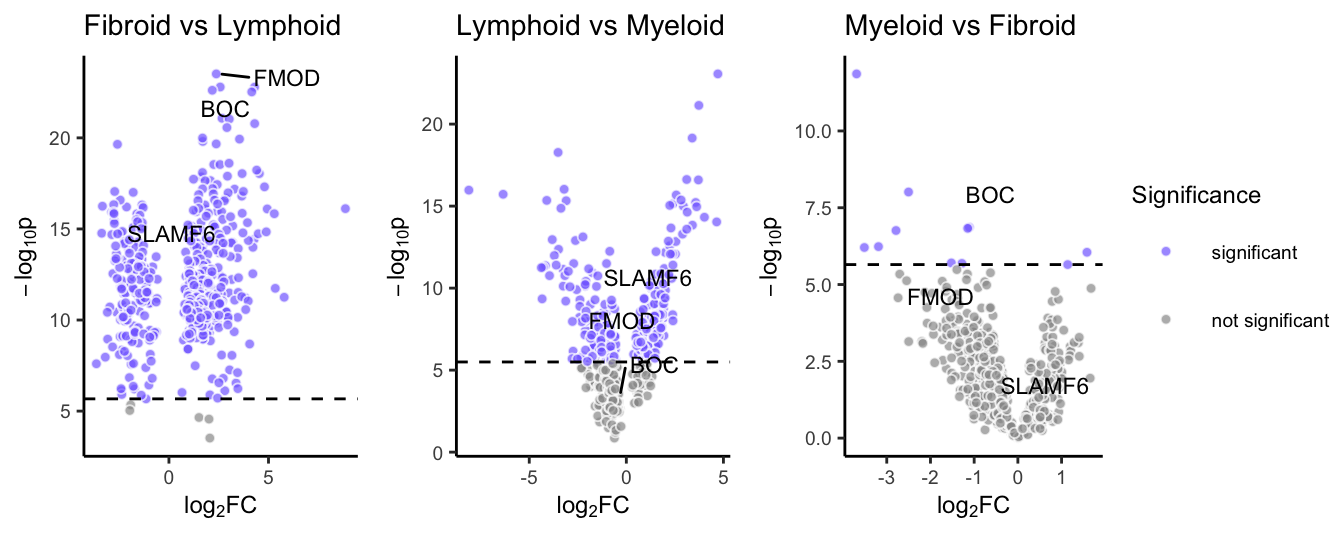 Fibroid vs Lymphoid
FMOD
BOC
SLAMF6
20
15
10
5
0
5
−log₁₀p
log₂FC
Lymphoid vs Myeloid
SLAMF6
FMOD
BOC
20
15
10
5
0
-5
0
5
−log₁₀p
log₂FC
Myeloid vs Fibroid
BOC
FMOD
SLAMF6
10.0
7.5
5.0
2.5
0.0
-3
-2
-1
0
1
−log₁₀p
log₂FC
Significance
significant
not significant